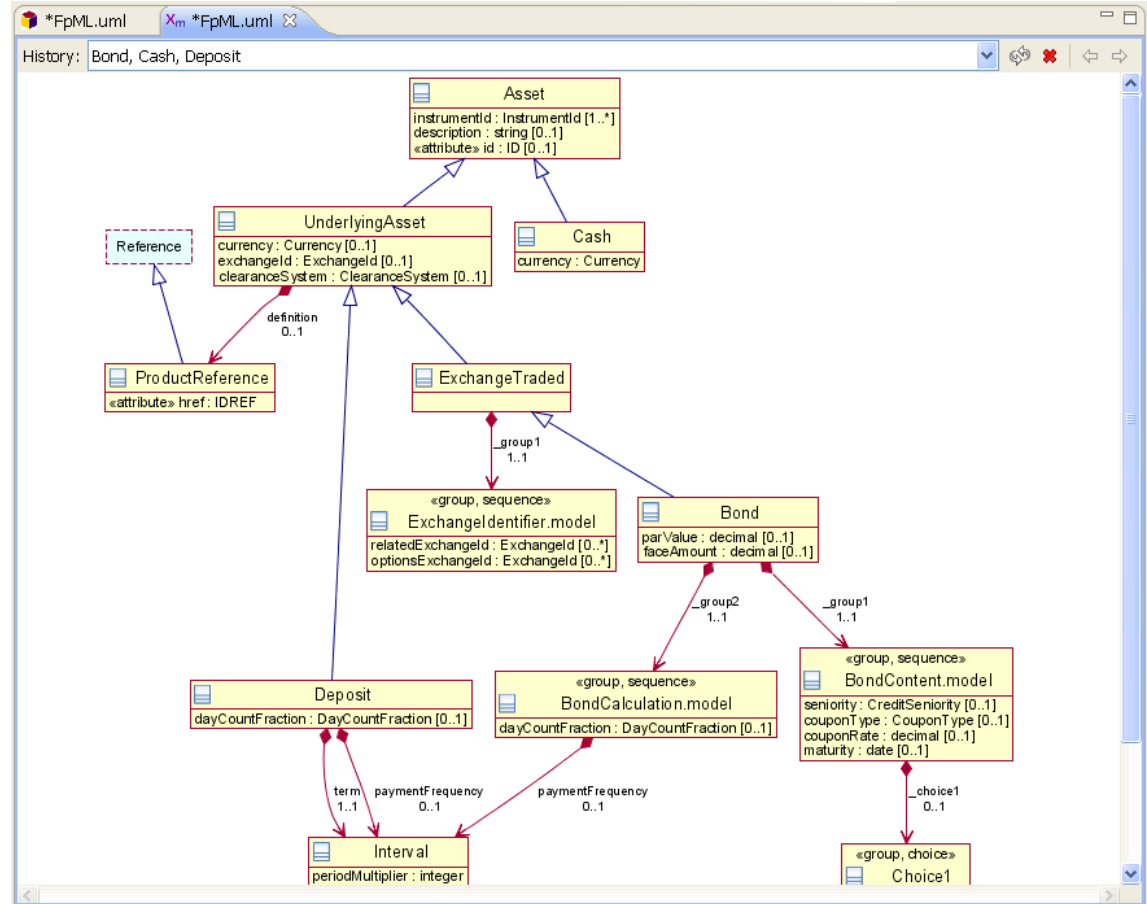 *FpML.uml
Xm *FpML.uml
History: Bond, Cash, Deposit
Asset
instrumentId : InstrumentId [1..*]
description : string [0..1]
«attribute» id : ID [0..1]
UnderlyingAsset
currency : Currency [0..1]
exchangeId : ExchangeId [0..1]
clearanceSystem : ClearanceSystem [0..1]
Cash
currency : Currency
Reference
definition
0..1
ProductReference
«attribute» href : IDREF
ExchangeTraded
_group1
1..1
«group, sequence»
ExchangeIdentifier.model
relatedExchangeId : ExchangeId [0..*]
optionsExchangeId : ExchangeId [0..*]
Bond
parValue : decimal [0..1]
faceAmount : decimal [0..1]
_group2
1..1
_group1
1..1
Deposit
dayCountFraction : DayCountFraction [0..1]
«group, sequence»
BondCalculation.model
dayCountFraction : DayCountFraction [0..1]
«group, sequence»
BondContent.model
seniority : CreditSeniority [0..1]
couponType : CouponType [0..1]
couponRate : decimal [0..1]
maturity : date [0..1]
term
1..1
paymentFrequency
0..1
paymentFrequency
0..1
_choice1
0..1
Interval
periodMultiplier : integer
«group, choice»
Choice1